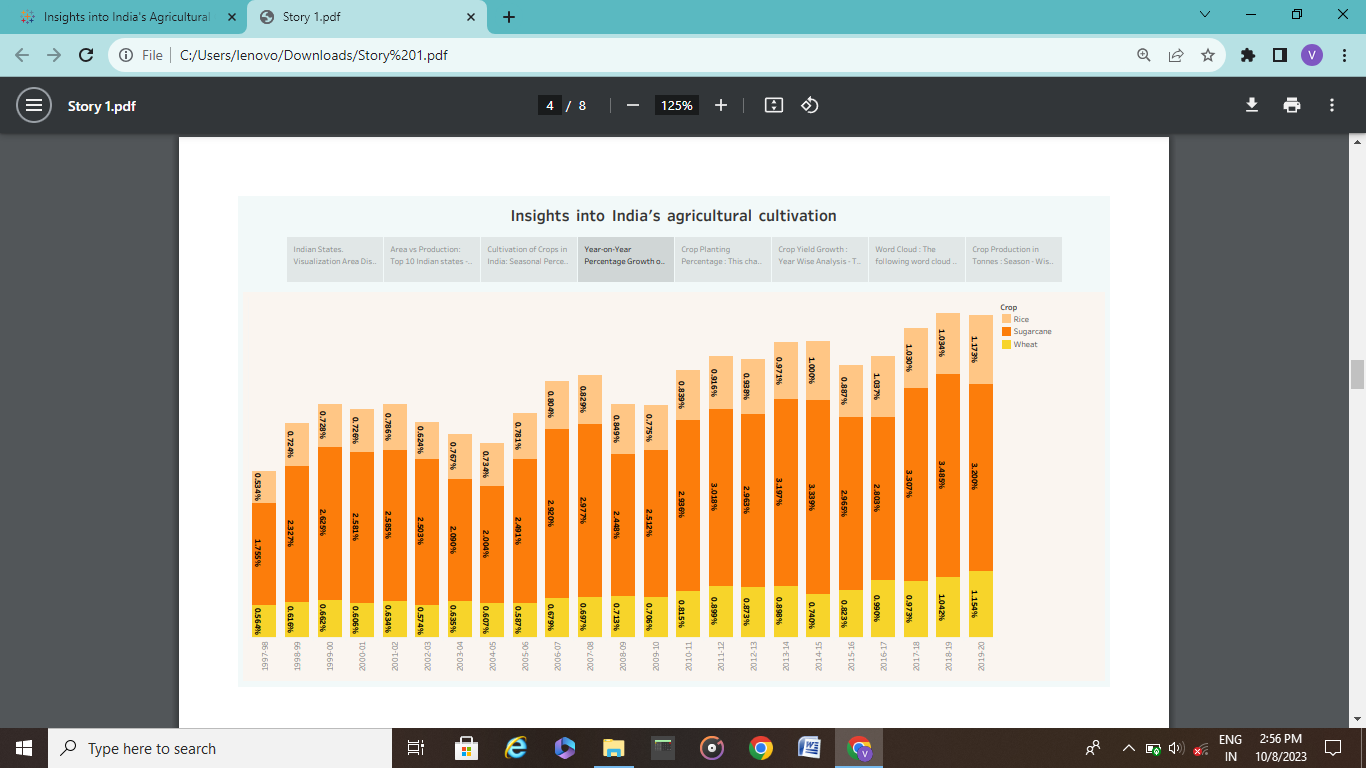 Insights into India's Agricultural
Story 1.pdf
File
C:/Users/lenovo/Downloads/Story%201.pdf
V
Story 1.pdf
4 / 8
125%
Insights into India's agricultural cultivation
Indian States.
Visualization Area Dis..
Area vs Production:
Top 10 Indian states -..
Cultivation of Crops in
India: Seasonal Perce..
Year-on-Year
Percentage Growth o..
Crop Planting
Percentage : This cha..
Crop Yield Growth :
Year Wise Analysis - T..
Word Cloud : The
following word cloud ..
Crop Production in
Tonnes : Season - Wis..
Crop
Rice
Sugarcane
Wheat
0.534%
1.755%
0.564%
1997-98
0.724%
2.327%
0.616%
1998-99
0.728%
2.625%
0.662%
1999-00
0.726%
2.581%
0.606%
2000-01
0.786%
2.585%
0.634%
2001-02
0.624%
2.503%
0.574%
2002-03
0.767%
2.090%
0.635%
2003-04
0.734%
2.004%
0.607%
2004-05
0.781%
2.491%
0.587%
2005-06
0.804%
2.920%
0.679%
2006-07
0.829%
2.977%
0.697%
2007-08
0.849%
2.448%
0.713%
2008-09
0.775%
2.512%
0.706%
2009-10
0.839%
2.936%
0.815%
2010-11
0.916%
3.018%
0.899%
2011-12
0.938%
2.963%
0.873%
2012-13
0.971%
3.197%
0.898%
2013-14
1.000%
3.339%
0.740%
2014-15
0.887%
2.965%
0.823%
2015-16
1.037%
2.803%
0.990%
2016-17
1.030%
3.307%
0.973%
2017-18
1.034%
3.485%
1.042%
2018-19
1.173%
3.200%
1.154%
2019-20
Type here to search
ENG
IN
2:56 PM
10/8/2023